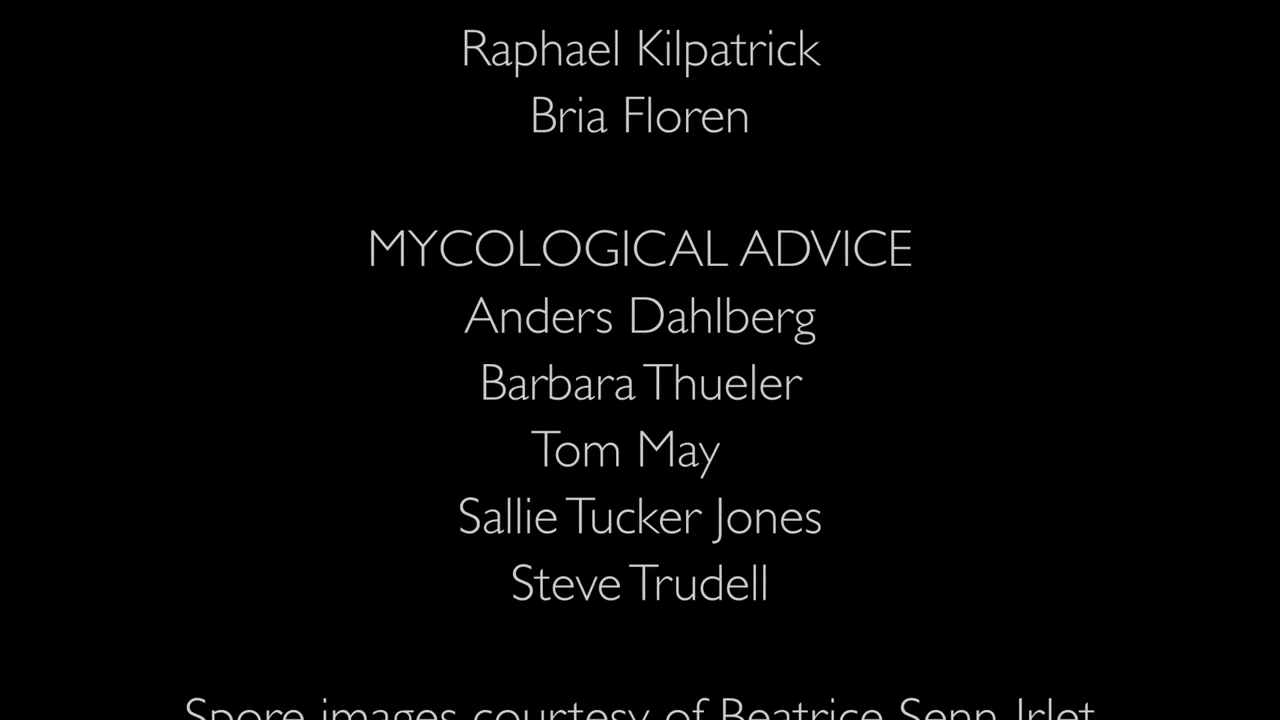 Raphael Kilpatrick
Bria Floren
MYCOLOGICAL ADVICE
Anders Dahlberg
Barbara Thueler
Tom May
Sallie Tucker Jones
Steve Trudell
Spore images courtesy of Beatrice Senn-Irlet